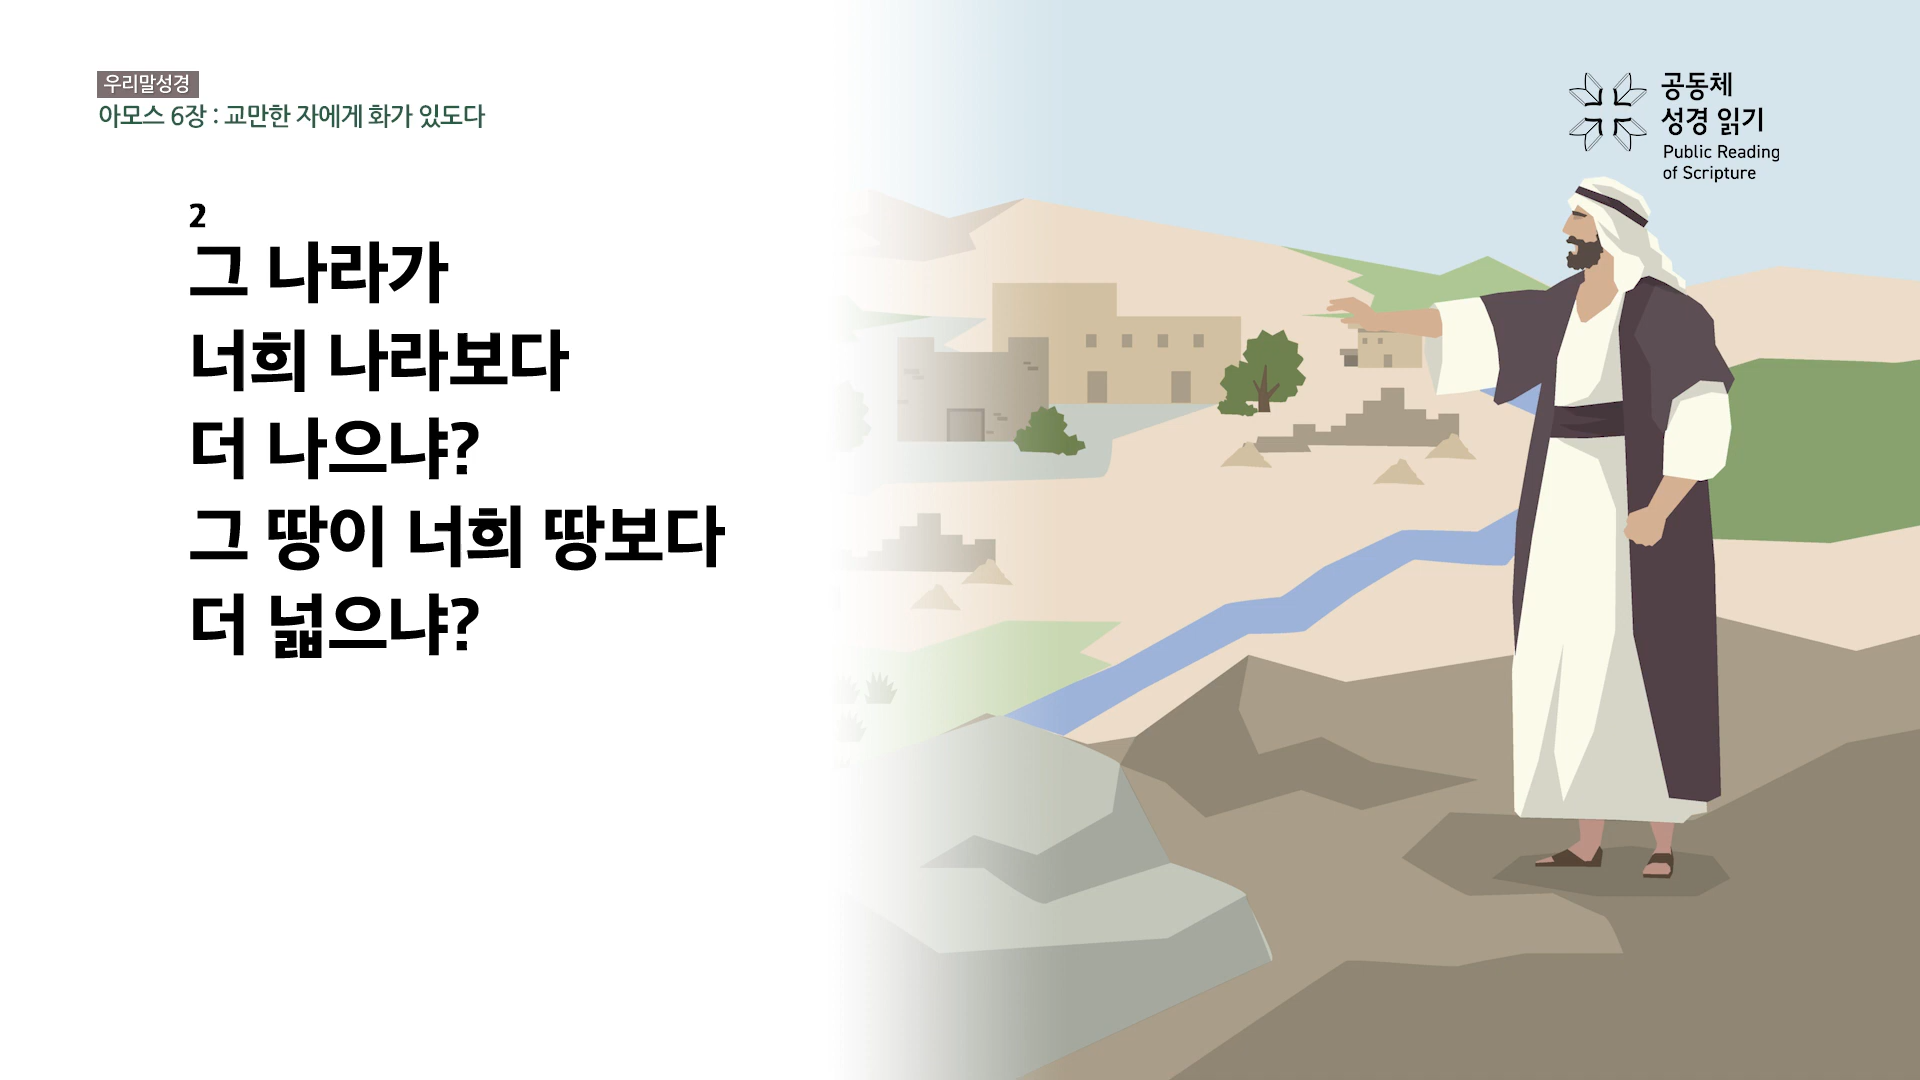 우리말성경
아모스 6장 : 교만한 자에게 화가 있도다
공동체
성경 읽기
Public Reading
of Scripture
2
그 나라가
너희 나라보다
더 나으냐?
그 땅이 너희 땅보다
더 넓으냐?